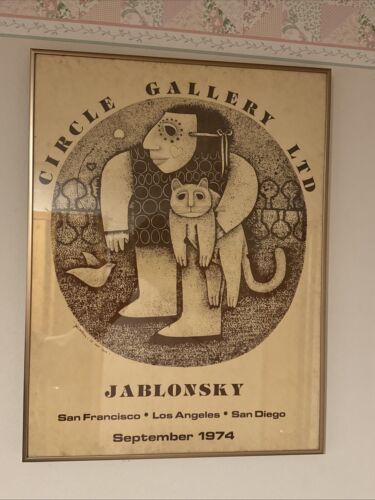 CIRCLE GALLERY LTD
JABLONSKY
San Francisco • Los Angeles • San Diego
September 1974